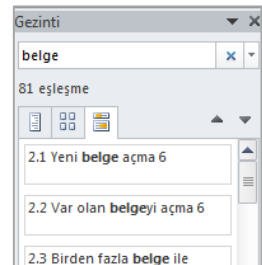 Gezinti
belge
81 eşleşme
2.1 Yeni belge açma 6
2.2 Var olan belgeyi açma 6
2.3 Birden fazla belge ile